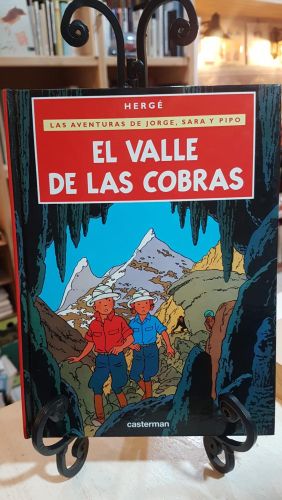 HERGÉ
LAS AVENTURAS DE JORGE, SARA Y PIPO
EL VALLE
DE LAS COBRAS
casterman